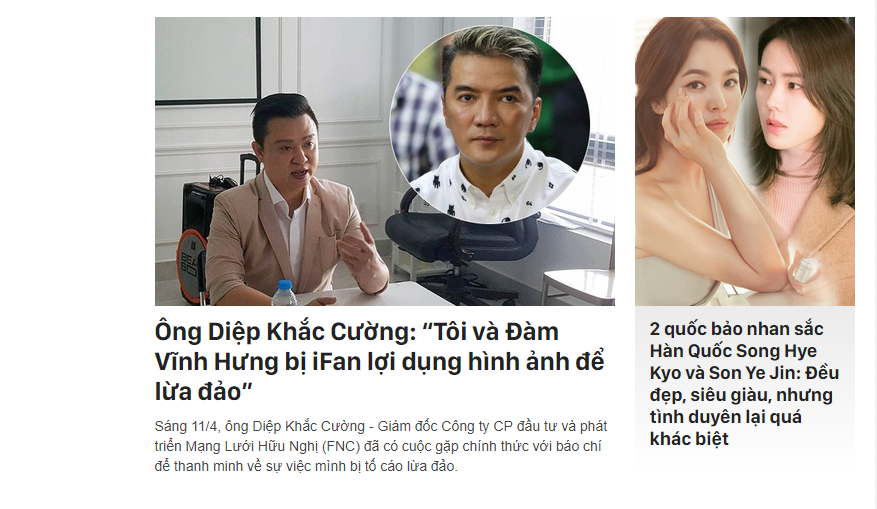 Ông Diệp Khắc Cường: “Tôi và Đàm
Vĩnh Hưng bị iFan lợi dụng hình ảnh để
lừa đảo”
Sáng 11/4, ông Diệp Khắc Cường - Giám đốc Công ty CP đầu tư và phát
triển Mạng Lưới Hữu Nghị (FNC) đã có cuộc gặp chính thức với báo chí
để thanh minh về sự việc mình bị tố cáo lừa đảo.
2 quốc bảo nhan sắc
Hàn Quốc Song Hye
Kyo và Son Ye Jin: Đều
đẹp, siêu giàu, nhưng
tình duyên lại quá
khác biệt